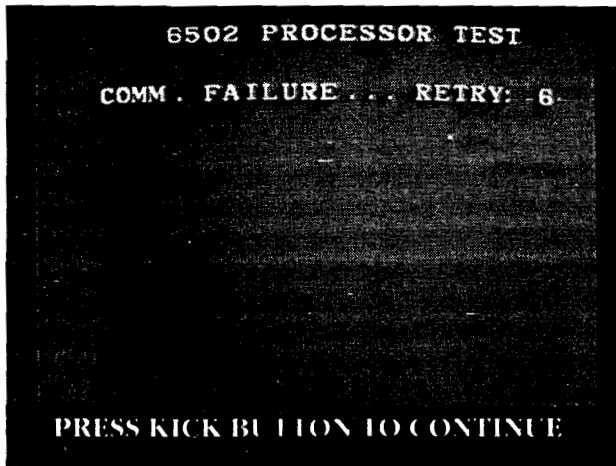 6502 PROCESSOR TEST
COMM. FAILURE... RETRY: 6
PRESS KICK BUTTON TO CONTINUE